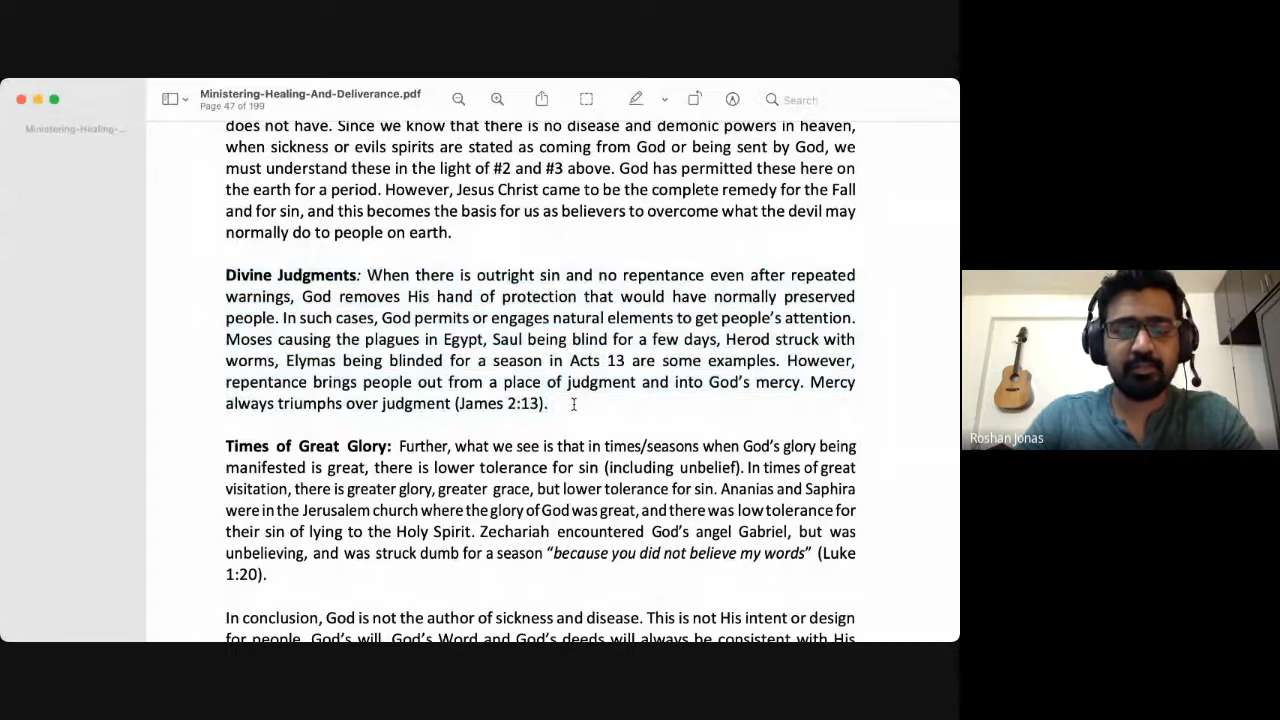 Ministering-Healing-And-Deliverance.pdf
Page 47 of 199
Search
Ministering-Healing-...
does not have. Since we know that there is no disease and demonic powers in heaven,
when sickness or evils spirits are stated as coming from God or being sent by God, we
must understand these in the light of #2 and #3 above. God has permitted these here on
the earth for a period. However, Jesus Christ came to be the complete remedy for the Fall
and for sin, and this becomes the basis for us as believers to overcome what the devil may
normally do to people on earth.
Divine Judgments: When there is outright sin and no repentance even after repeated
warnings, God removes His hand of protection that would have normally preserved
people. In such cases, God permits or engages natural elements to get people's attention.
Moses causing the plagues in Egypt, Saul being blind for a few days, Herod struck with
worms, Elymas being blinded for a season in Acts 13 are some examples. However,
repentance brings people out from a place of judgment and into God's mercy. Mercy
always triumphs over judgment (James 2:13).
Times of Great Glory: Further, what we see is that in times/seasons when God's glory being
manifested is great, there is lower tolerance for sin (including unbelief). In times of great
visitation, there is greater glory, greater grace, but lower tolerance for sin. Ananias and Saphira
were in the Jerusalem church where the glory of God was great, and there was low tolerance for
their sin of lying to the Holy Spirit. Zechariah encountered God's angel Gabriel, but was
unbelieving, and was struck dumb for a season "because you did not believe my words" (Luke
1:20).
In conclusion, God is not the author of sickness and disease. This is not His intent or design
for people. God's will, God's Word and God's deeds will always be consistent with His
Roshan Jonas